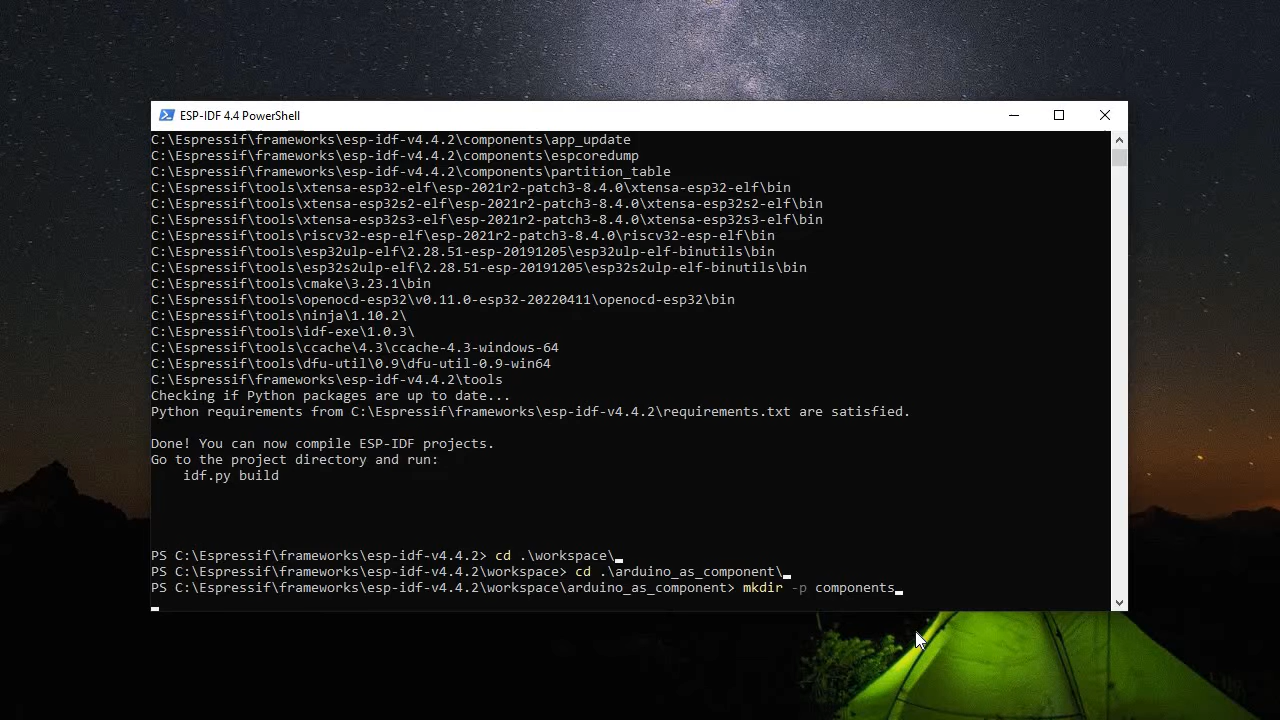 ESP-IDF 4.4 PowerShell
C:\Espressif\frameworks\esp-idf-v4.4.2\components\app_update
C:\Espressif\frameworks\esp-idf-v4.4.2\components\espcoredump
C:\Espressif\frameworks\esp-idf-v4.4.2\components\partition_table
C:\Espressif\tools\xtensa-esp32-elf\esp-2021r2-patch3-8.4.0\xtensa-esp32-elf\bin
C:\Espressif\tools\xtensa-esp32s2-elf\esp-2021r2-patch3-8.4.0\xtensa-esp32s2-elf\bin
C:\Espressif\tools\xtensa-esp32s3-elf\esp-2021r2-patch3-8.4.0\xtensa-esp32s3-elf\bin
C:\Espressif\tools\riscv32-esp-elf\esp-2021r2-patch3-8.4.0\riscv32-esp-elf\bin
C:\Espressif\tools\esp32ulp-elf\2.28.51-esp-20191205\esp32ulp-elf-binutils\bin
C:\Espressif\tools\esp32s2ulp-elf\2.28.51-esp-20191205\esp32s2ulp-elf-binutils\bin
C:\Espressif\tools\cmake\3.23.1\bin
C:\Espressif\tools\openocd-esp32\v0.11.0-esp32-20220411\openocd-esp32\bin
C:\Espressif\tools\ninja\1.10.2\
C:\Espressif\tools\idf-exe\1.0.3\
C:\Espressif\tools\ccache\4.3\ccache-4.3-windows-64
C:\Espressif\tools\dfu-util\0.9\dfu-util-0.9-win64
C:\Espressif\frameworks\esp-idf-v4.4.2\tools
Checking if Python packages are up to date...
Python requirements from C:\Espressif\frameworks\esp-idf-v4.4.2\requirements.txt are satisfied.
Done! You can now compile ESP-IDF projects.
Go to the project directory and run:
idf.py build
PS C:\Espressif\frameworks\esp-idf-v4.4.2> cd .\workspace\
PS C:\Espressif\frameworks\esp-idf-v4.4.2\workspace> cd .\arduino_as_component\
PS C:\Espressif\frameworks\esp-idf-v4.4.2\workspace\arduino_as_component> mkdir -p components